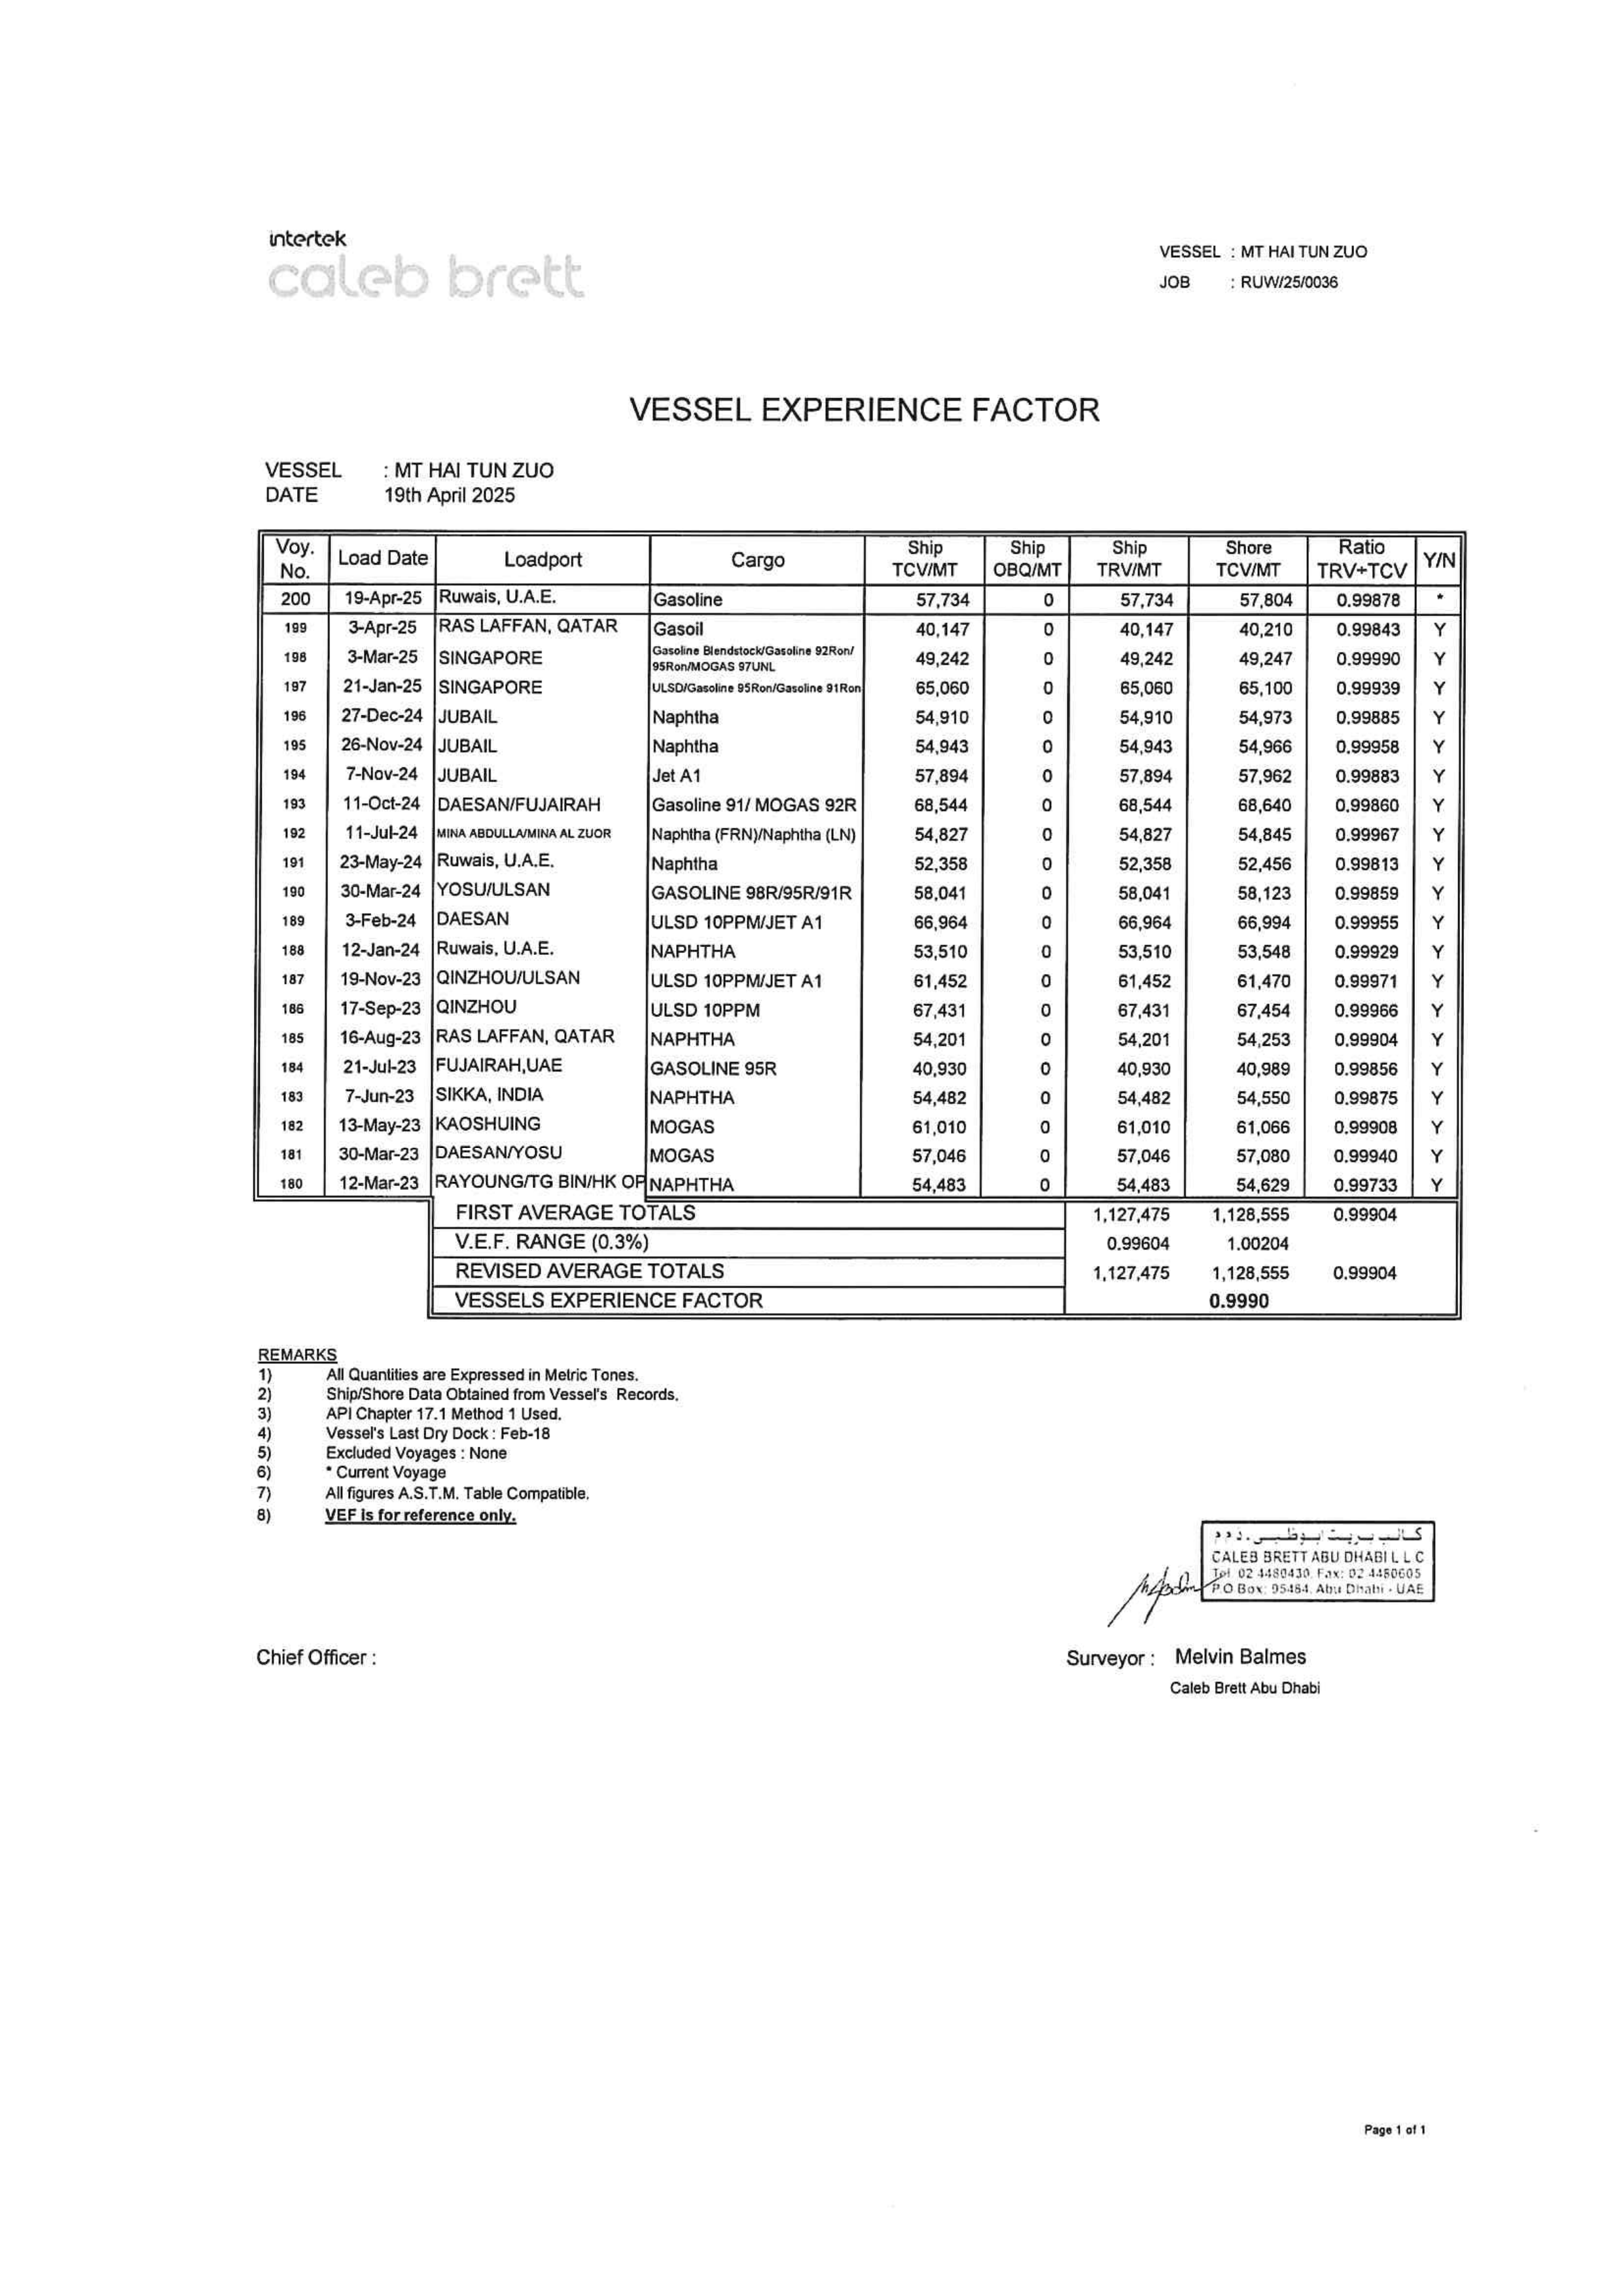 intertek
caleb brett
VESSEL : MT HAI TUN ZUO
JOB : RUW/25/0036
VESSEL EXPERIENCE FACTOR
VESSEL : MT HAI TUN ZUO
DATE 19th April 2025
Voy. No. Load Date Loadport Cargo Ship TCV/MT Ship OBQ/MT Ship TRV/MT Shore TCV/MT Ratio TRV÷TCV Y/N
200 19-Apr-25 Ruwais, U.A.E. Gasoline 57,734 0 57,734 57,804 0.99878 *
199 3-Apr-25 RAS LAFFAN, QATAR Gasoil 40,147 0 40,147 40,210 0.99843 Y
198 3-Mar-25 SINGAPORE Gasoline Blendstock/Gasoline 92Ron/ 95Ron/MOGAS 97UNL 49,242 0 49,242 49,247 0.99990 Y
197 21-Jan-25 SINGAPORE ULSD/Gasoline 95Ron/Gasoline 91Ron 65,060 0 65,060 65,100 0.99939 Y
196 27-Dec-24 JUBAIL Naphtha 54,910 0 54,910 54,973 0.99885 Y
195 26-Nov-24 JUBAIL Naphtha 54,943 0 54,943 54,966 0.99958 Y
194 7-Nov-24 JUBAIL Jet A1 57,894 0 57,894 57,962 0.99883 Y
193 11-Oct-24 DAESAN/FUJAIRAH Gasoline 91/ MOGAS 92R 68,544 0 68,544 68,640 0.99860 Y
192 11-Jul-24 MINA ABDULLA/MINA AL ZUOR Naphtha (FRN)/Naphtha (LN) 54,827 0 54,827 54,845 0.99967 Y
191 23-May-24 Ruwais, U.A.E. Naphtha 52,358 0 52,358 52,456 0.99813 Y
190 30-Mar-24 YOSU/ULSAN GASOLINE 98R/95R/91R 58,041 0 58,041 58,123 0.99859 Y
189 3-Feb-24 DAESAN ULSD 10PPM/JET A1 66,964 0 66,964 66,994 0.99955 Y
188 12-Jan-24 Ruwais, U.A.E. NAPHTHA 53,510 0 53,510 53,548 0.99929 Y
187 19-Nov-23 QINZHOU/ULSAN ULSD 10PPM/JET A1 61,452 0 61,452 61,470 0.99971 Y
186 17-Sep-23 QINZHOU ULSD 10PPM 67,431 0 67,431 67,454 0.99966 Y
185 16-Aug-23 RAS LAFFAN, QATAR NAPHTHA 54,201 0 54,201 54,253 0.99904 Y
184 21-Jul-23 FUJAIRAH,UAE GASOLINE 95R 40,930 0 40,930 40,989 0.99856 Y
183 7-Jun-23 SIKKA, INDIA NAPHTHA 54,482 0 54,482 54,550 0.99875 Y
182 13-May-23 KAOSHUING MOGAS 61,010 0 61,010 61,066 0.99908 Y
181 30-Mar-23 DAESAN/YOSU MOGAS 57,046 0 57,046 57,080 0.99940 Y
180 12-Mar-23 RAYOUNG/TG BIN/HK OP NAPHTHA 54,483 0 54,483 54,629 0.99733 Y
FIRST AVERAGE TOTALS 1,127,475 1,128,555 0.99904
V.E.F. RANGE (0.3%) 0.99604 1.00204
REVISED AVERAGE TOTALS 1,127,475 1,128,555 0.99904
VESSELS EXPERIENCE FACTOR 0.9990
REMARKS
1) All Quantities are Expressed in Metric Tones.
2) Ship/Shore Data Obtained from Vessel's Records.
3) API Chapter 17.1 Method 1 Used.
4) Vessel's Last Dry Dock : Feb-18
5) Excluded Voyages : None
6) * Current Voyage
7) All figures A.S.T.M. Table Compatible.
8) VEF is for reference only.
CALEB BRETT ABU DHABI L L C
Tel 02 4480430, Fax: 02 4480605
P O Box: 95484, Abu Dhabi - UAE
Chief Officer :
Surveyor : Melvin Balmes
Caleb Brett Abu Dhabi
Page 1 of 1